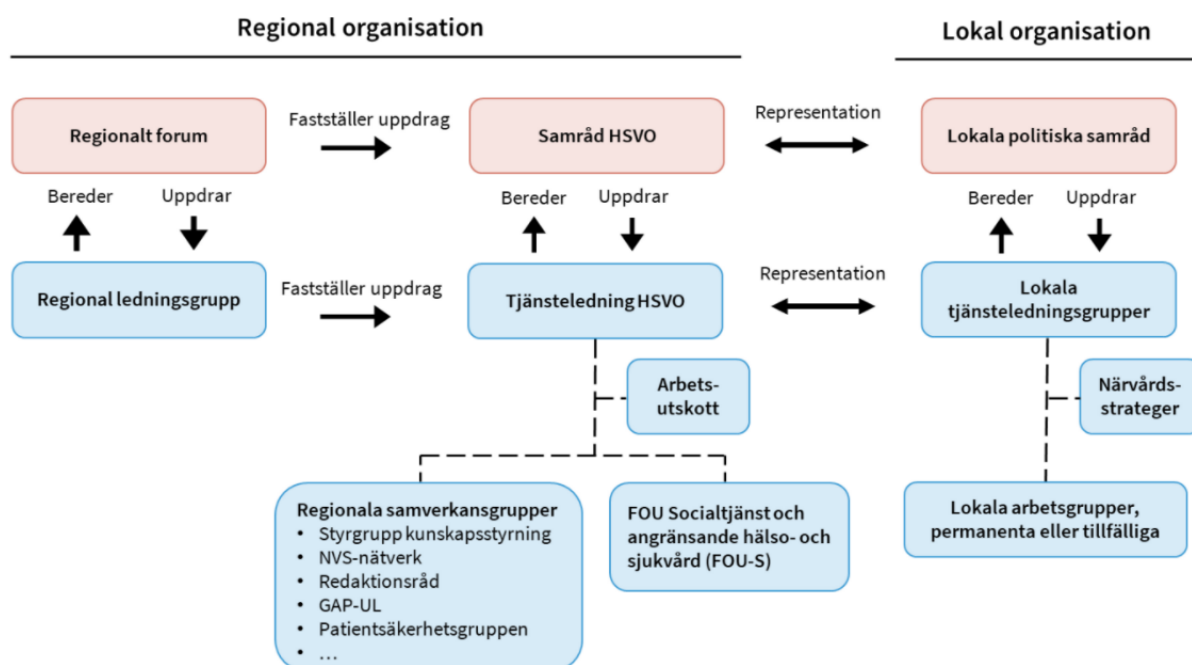 Regional organisation
Lokal organisation
Regionalt forum
Fastställer uppdrag
Samråd HSVO
Representation
Lokala politiska samråd
Bereder
Uppdrar
Bereder
Uppdrar
Bereder
Uppdrar
Regional ledningsgrupp
Fastställer uppdrag
Tjänsteledning HSVO
Representation
Lokala
tjänsteledningsgrupper
Arbets-
utskott
Närvårds-
strateger
Regionala samverkansgrupper
• Styrgrupp kunskapsstyrning
• NVS-nätverk
• Redaktionsråd
• GAP-UL
• Patientsäkerhetsgruppen
• ...
FOU Socialtjänst och
angränsande hälso- och
sjukvård (FOU-S)
Lokala arbetsgrupper,
permanenta eller tillfälliga